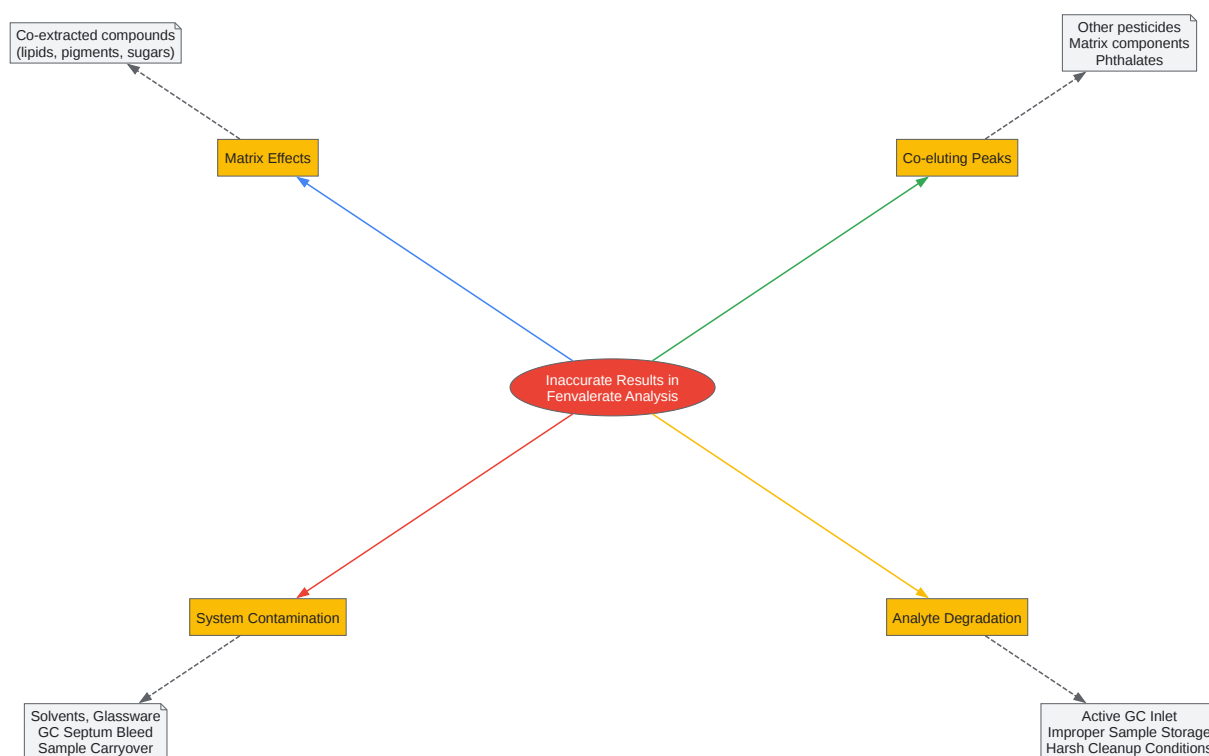 Co-extracted compounds
(lipids, pigments, sugars)
Other pesticides
Matrix components
Phthalates
Matrix Effects
Co-eluting Peaks
Inaccurate Results in
Fenvalerate Analysis
System Contamination
Analyte Degradation
Solvents, Glassware
GC Septum Bleed
Sample Carryover
Active GC Inlet
Improper Sample Storage
Harsh Cleanup Conditions